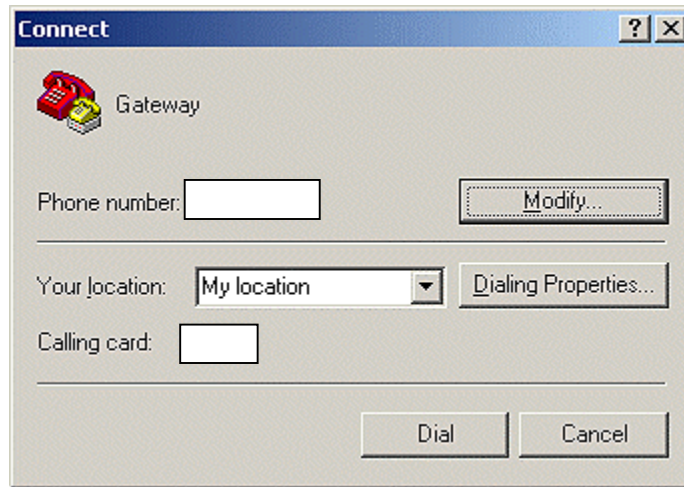 Connect
Gateway
Phone number: Modify...
Your location: My location Dialing Properties...
Calling card:
Dial Cancel